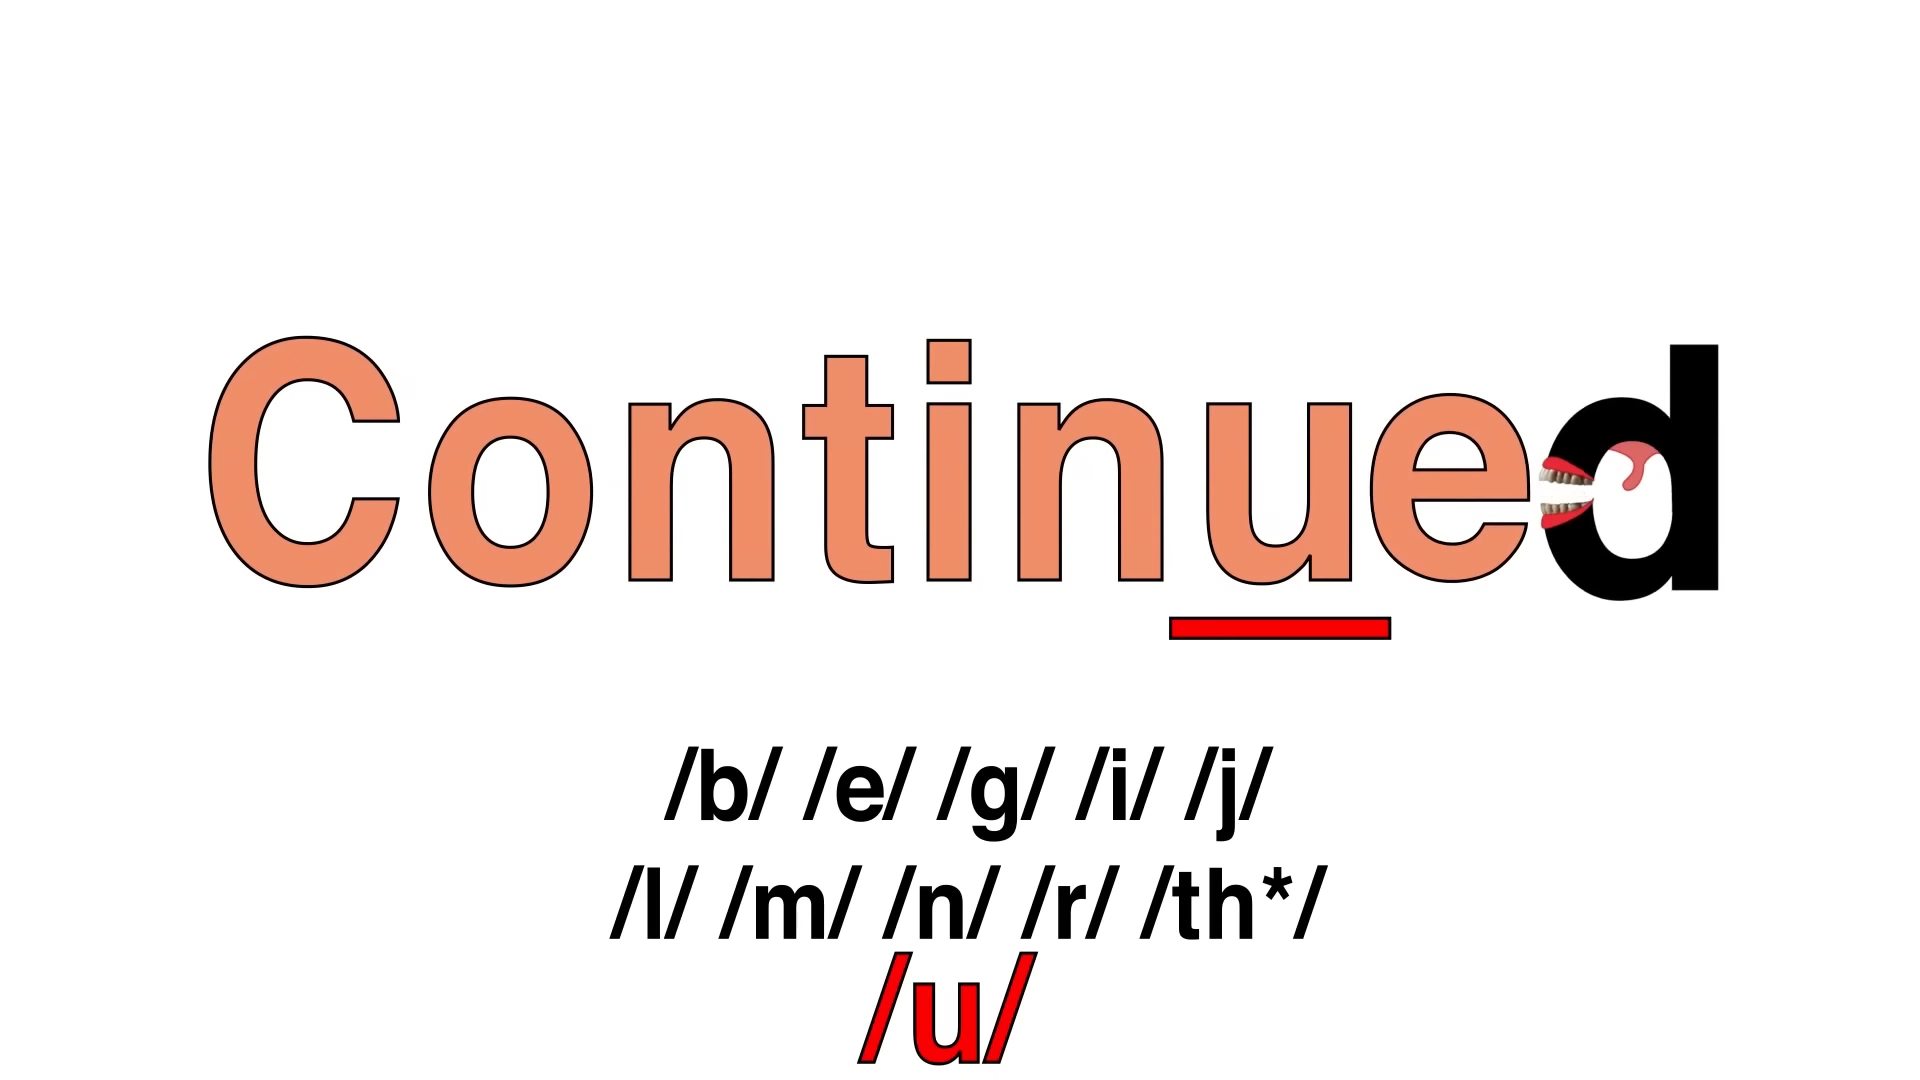 Continued
/b/ /e/ /g/ /i/ /j/
/l/ /m/ /n/ /r/ /th*/
/u/